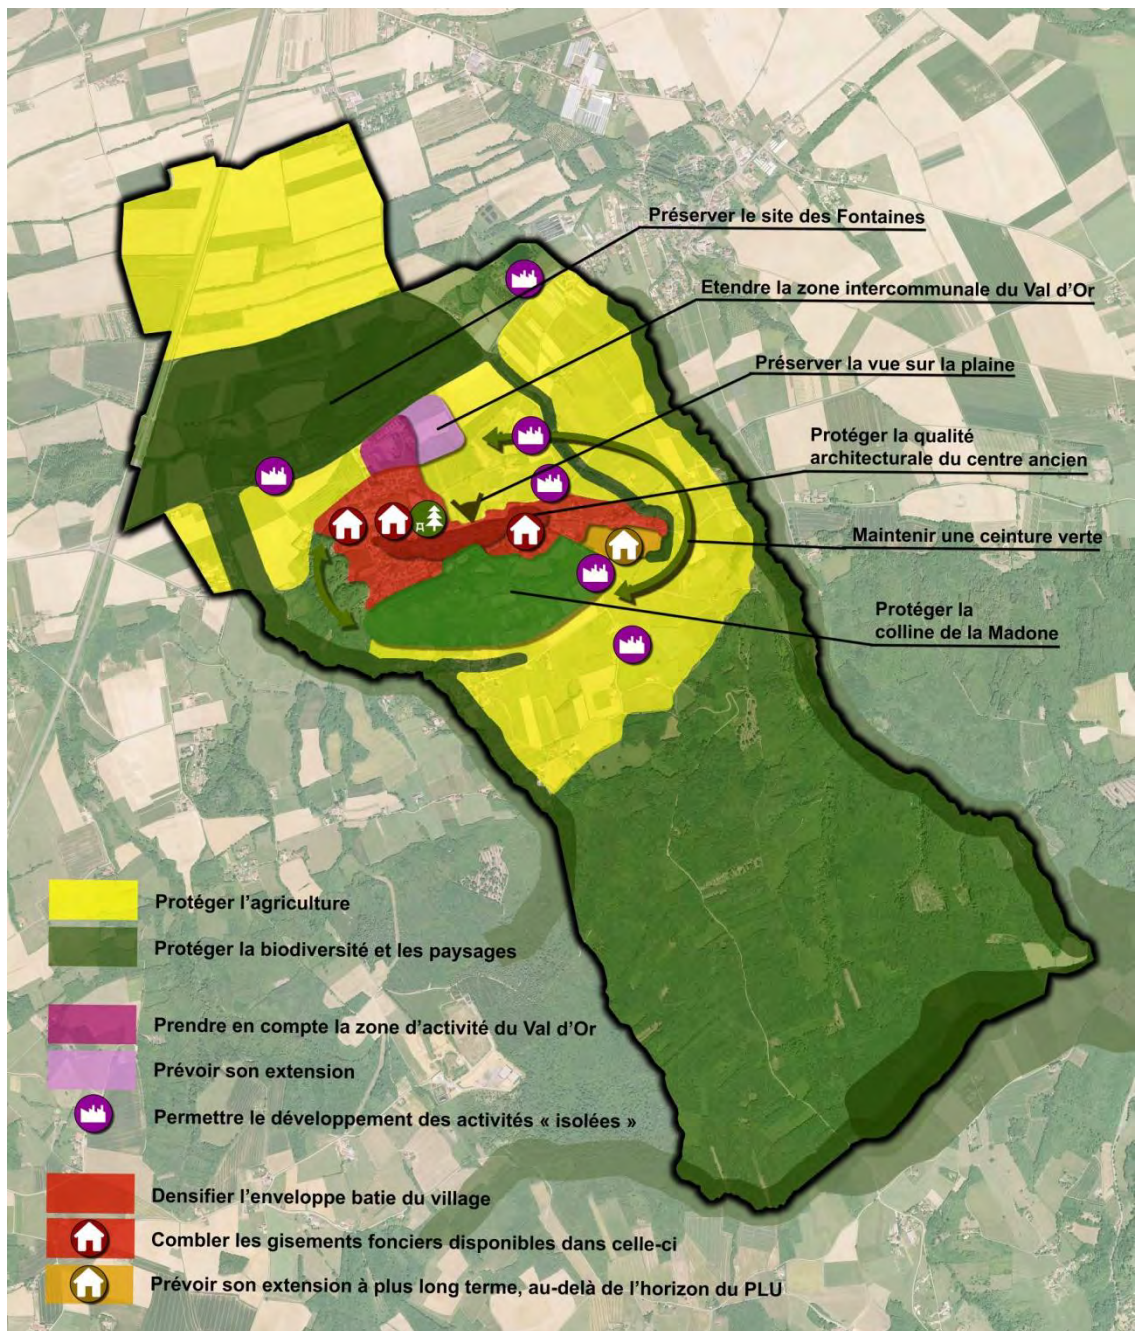 Préserver le site des Fontaines
Etendre la zone intercommunale du Val d'Or
Préserver la vue sur la plaine
Protéger la qualité
architecturale du centre ancien
Maintenir une ceinture verte
Protéger la
colline de la Madone
Protéger l'agriculture
Protéger la biodiversité et les paysages
Prendre en compte la zone d'activité du Val d'Or
Prévoir son extension
Permettre le développement des activités « isolées »
Densifier l'enveloppe batie du village
Combler les gisements fonciers disponibles dans celle-ci
Prévoir son extension à plus long terme, au-delà de l'horizon du PLU